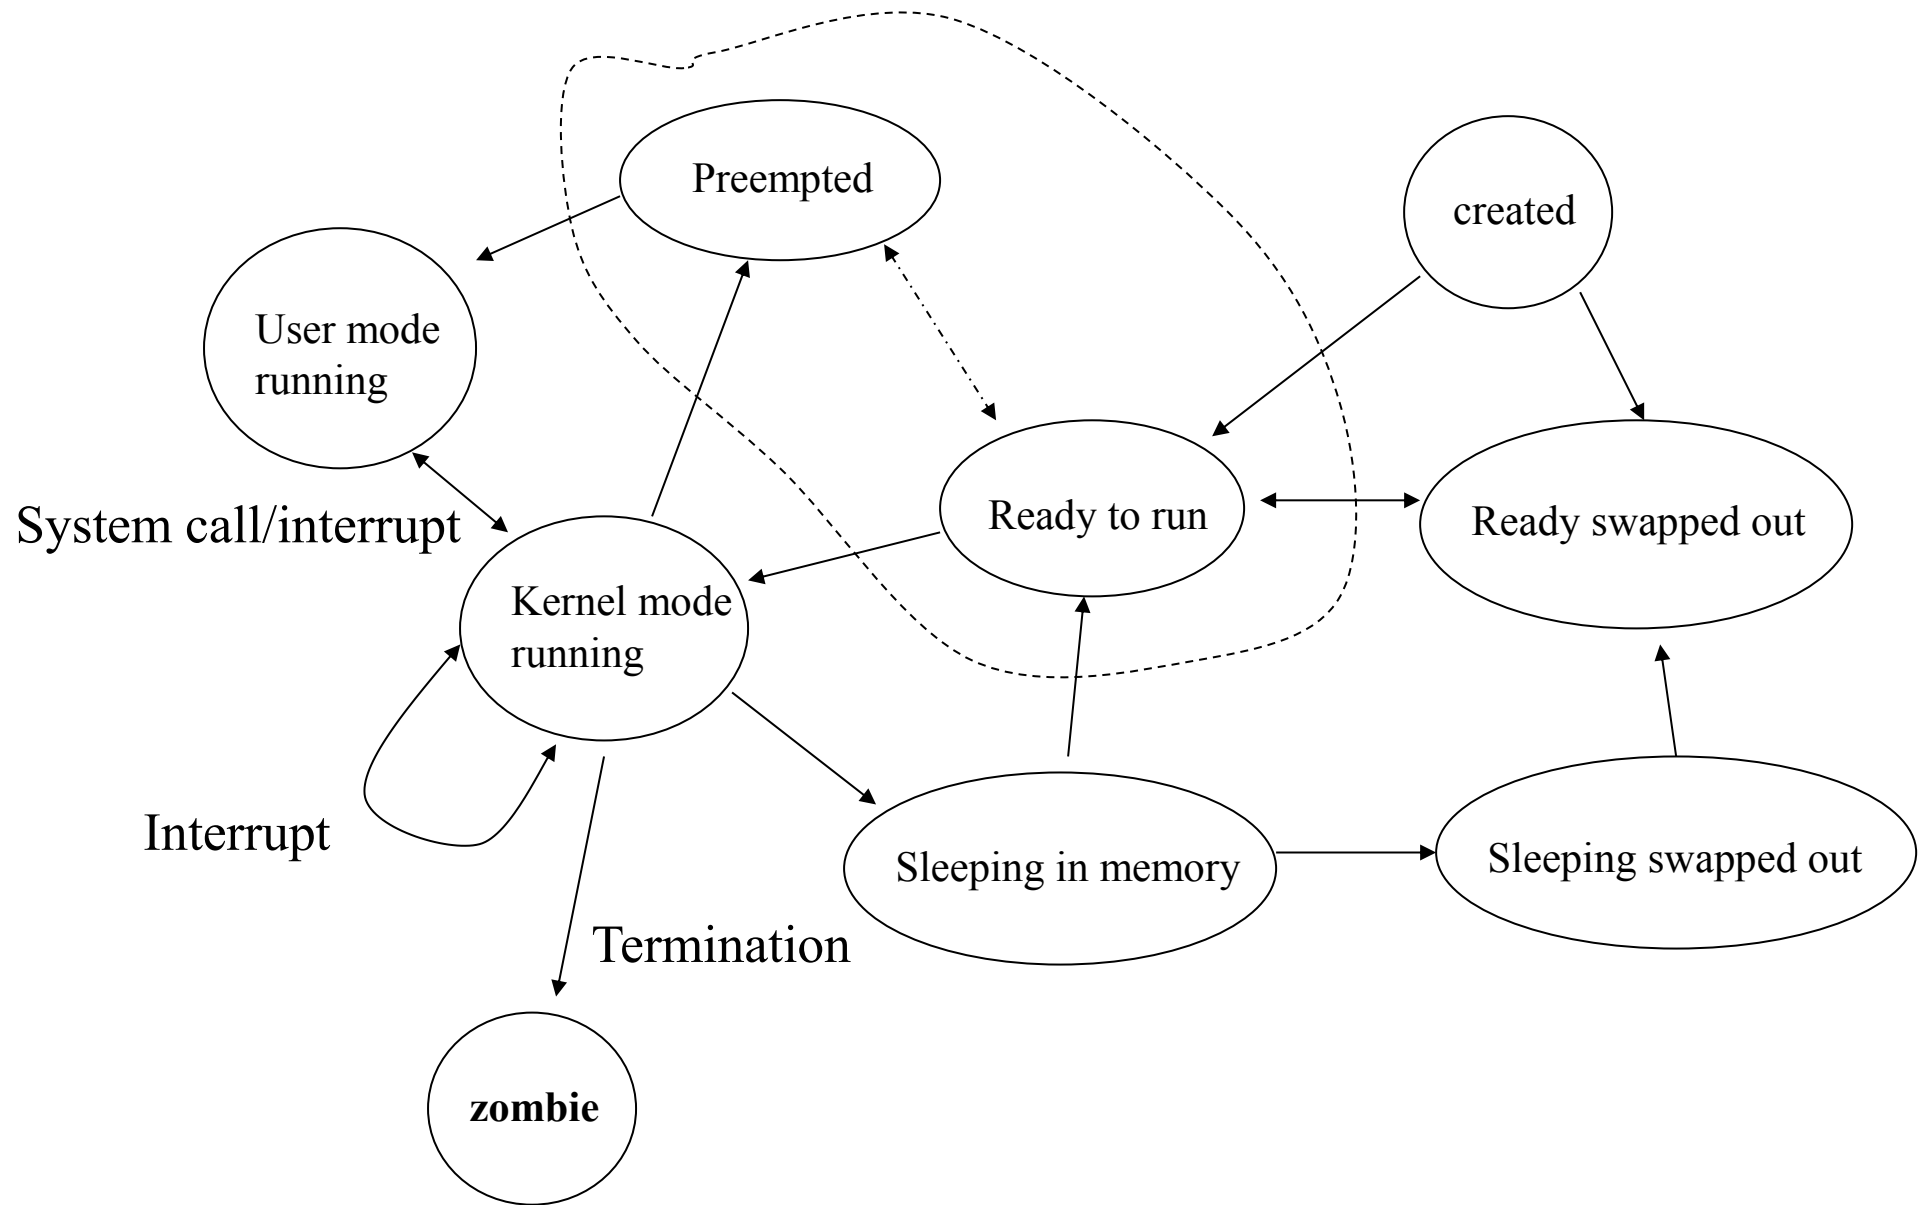 Preempted
created
User mode
running
System call/interrupt
Ready to run
Ready swapped out
Kernel mode
running
Interrupt
Sleeping in memory
Sleeping swapped out
Termination
zombie